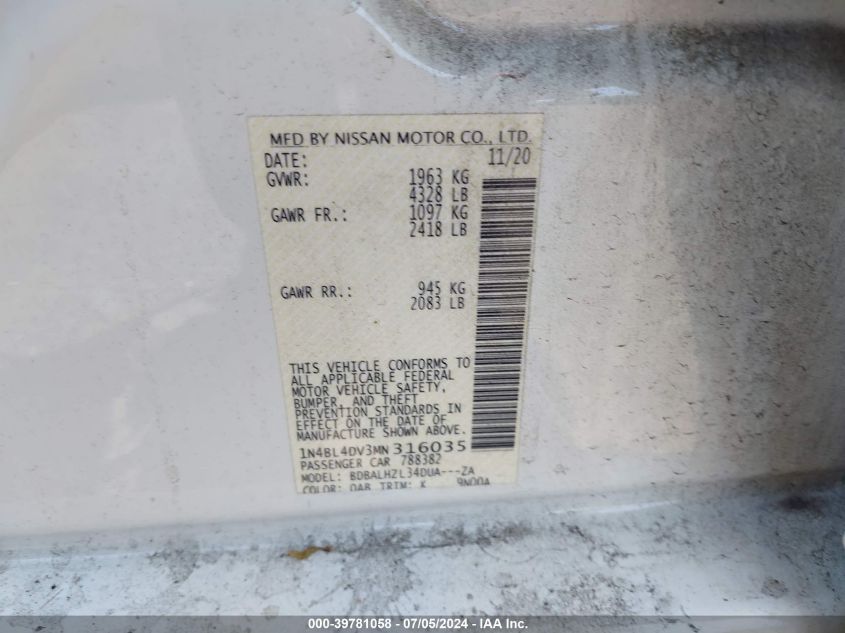 MFD BY NISSAN MOTOR CO., LTD.
DATE: 11/20
GVWR: 1963 KG
4328 LB
GAWR FR.: 1097 KG
2418 LB
GAWR RR.: 945 KG
2083 LB
THIS VEHICLE CONFORMS TO
ALL APPLICABLE FEDERAL
MOTOR VEHICLE SAFETY,
BUMPER, AND THEFT
PREVENTION STANDARDS IN
EFFECT ON THE DATE OF
MANUFACTURE SHOWN ABOVE.
1N4BL4DV3MN316035
PASSENGER CAR 788382
MODEL: BDBALHZL34DUA---ZA
COLOR: QAB TRIM: K
000-39781058 - 07/05/2024 - IAA Inc.